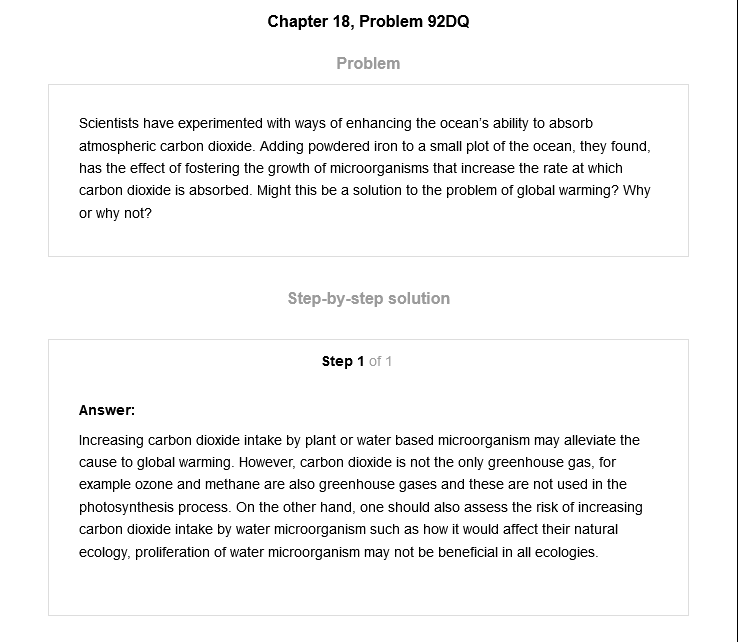 Chapter 18, Problem 92DQ
Problem
Scientists have experimented with ways of enhancing the ocean's ability to absorb
atmospheric carbon dioxide. Adding powdered iron to a small plot of the ocean, they found,
has the effect of fostering the growth of microorganisms that increase the rate at which
carbon dioxide is absorbed. Might this be a solution to the problem of global warming? Why
or why not?
Step-by-step solution
Step 1 of 1
Answer:
Increasing carbon dioxide intake by plant or water based microorganism may alleviate the
cause to global warming. However, carbon dioxide is not the only greenhouse gas, for
example ozone and methane are also greenhouse gases and these are not used in the
photosynthesis process. On the other hand, one should also assess the risk of increasing
carbon dioxide intake by water microorganism such as how it would affect their natural
ecology, proliferation of water microorganism may not be beneficial in all ecologies.